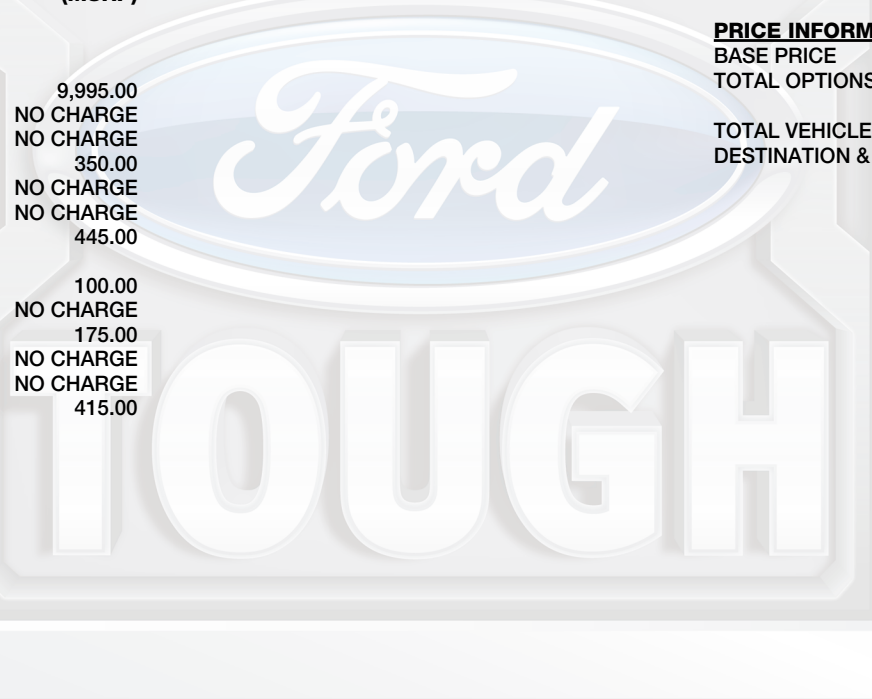 9,995.00
NO CHARGE
NO CHARGE
350.00
NO CHARGE
NO CHARGE
445.00
100.00
NO CHARGE
175.00
NO CHARGE
NO CHARGE
415.00
PRICE INFORM
BASE PRICE
TOTAL OPTIONS
TOTAL VEHICLE
DESTINATION &
Ford
TOUGH